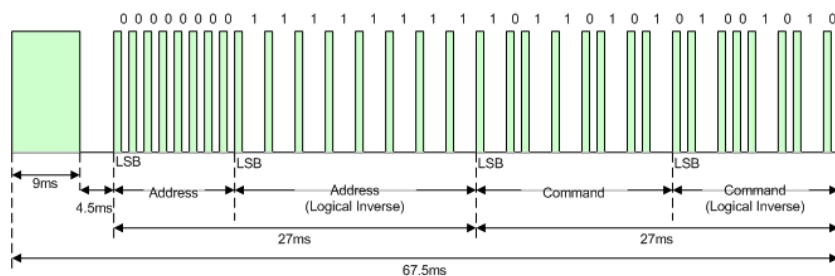 0 0 0 0 0 0 0 0 1 1 1 1 1 1 1 1 1 0 1 1 0 1 0 1 0 1 0 0 1 0 1 0
LSB LSB LSB LSB
9ms
4.5ms
Address
Address
(Logical Inverse)
Command
Command
(Logical Inverse)
27ms 27ms
67.5ms